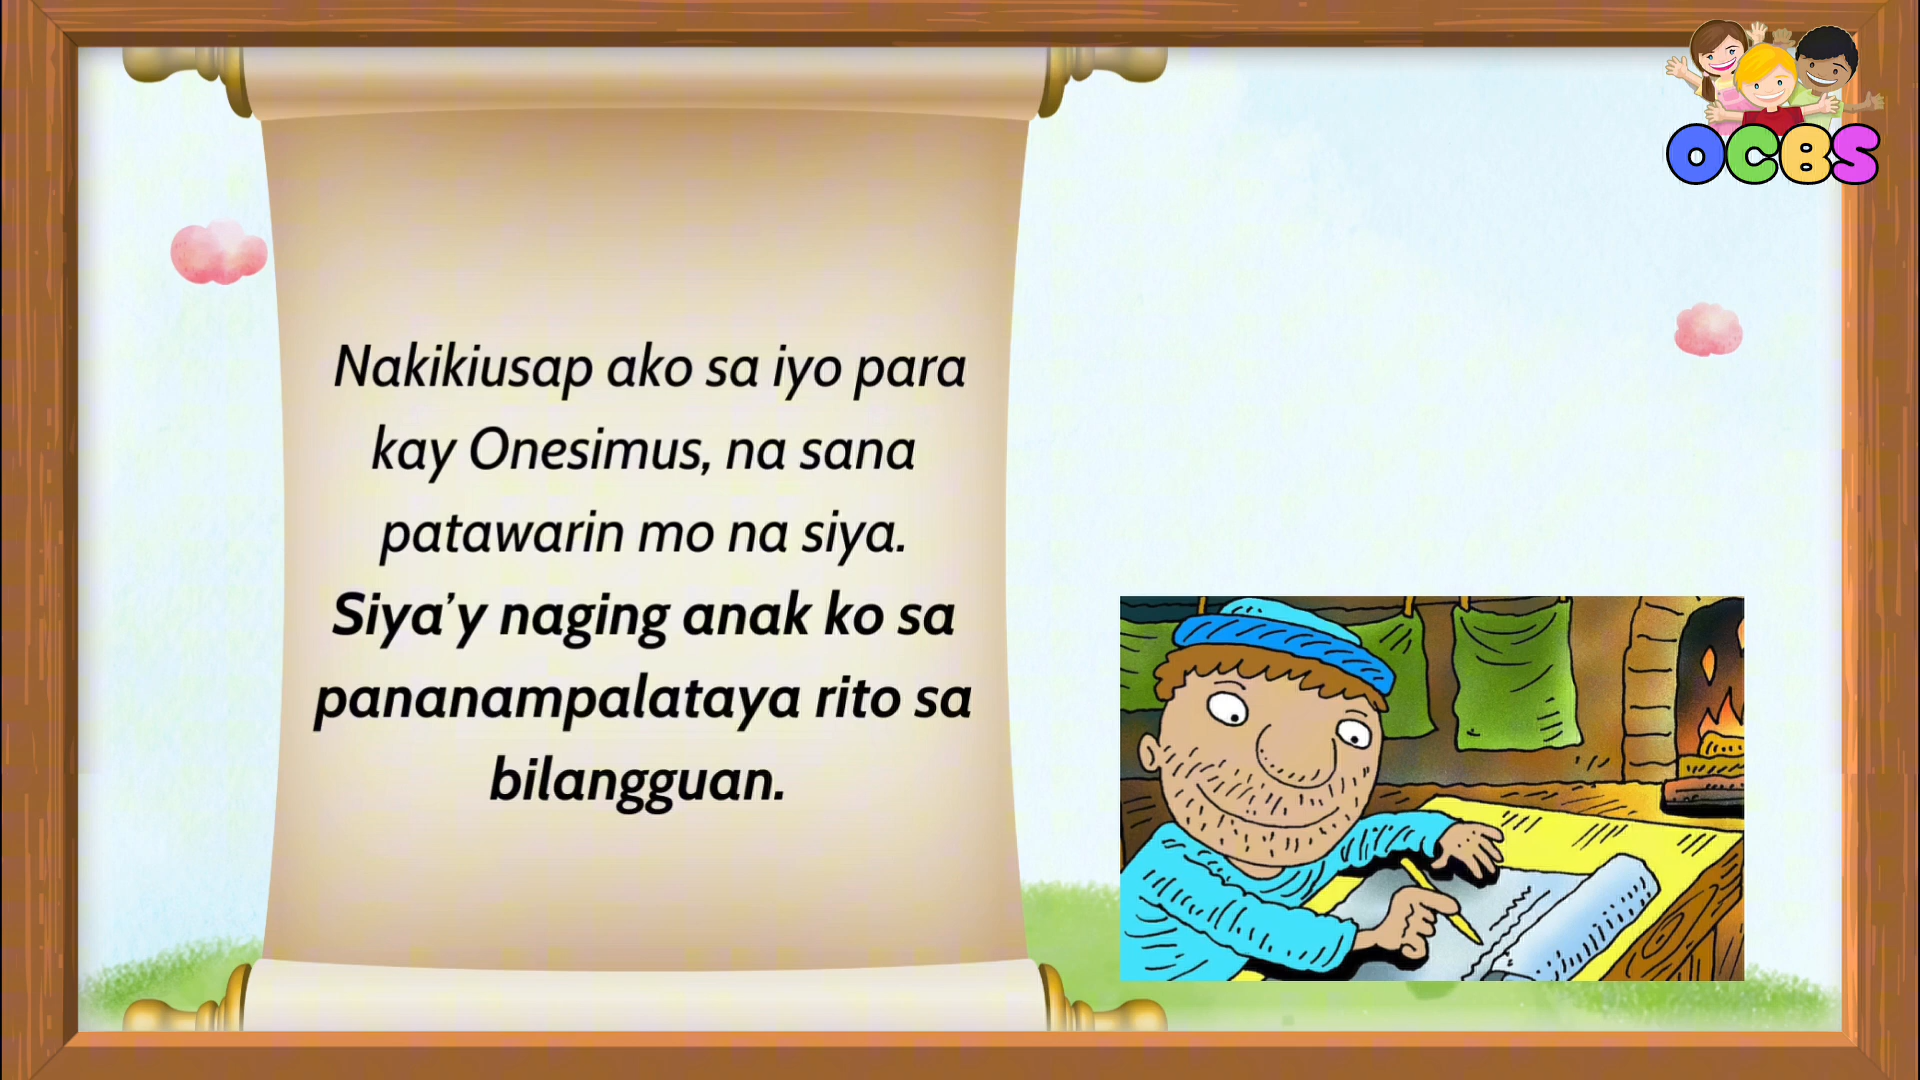 OCBS
Nakikiusap ako sa iyo para
kay Onesimus, na sana
patawarin mo na siya.
Siya’y naging anak ko sa
pananampalataya rito sa
bilangguan.